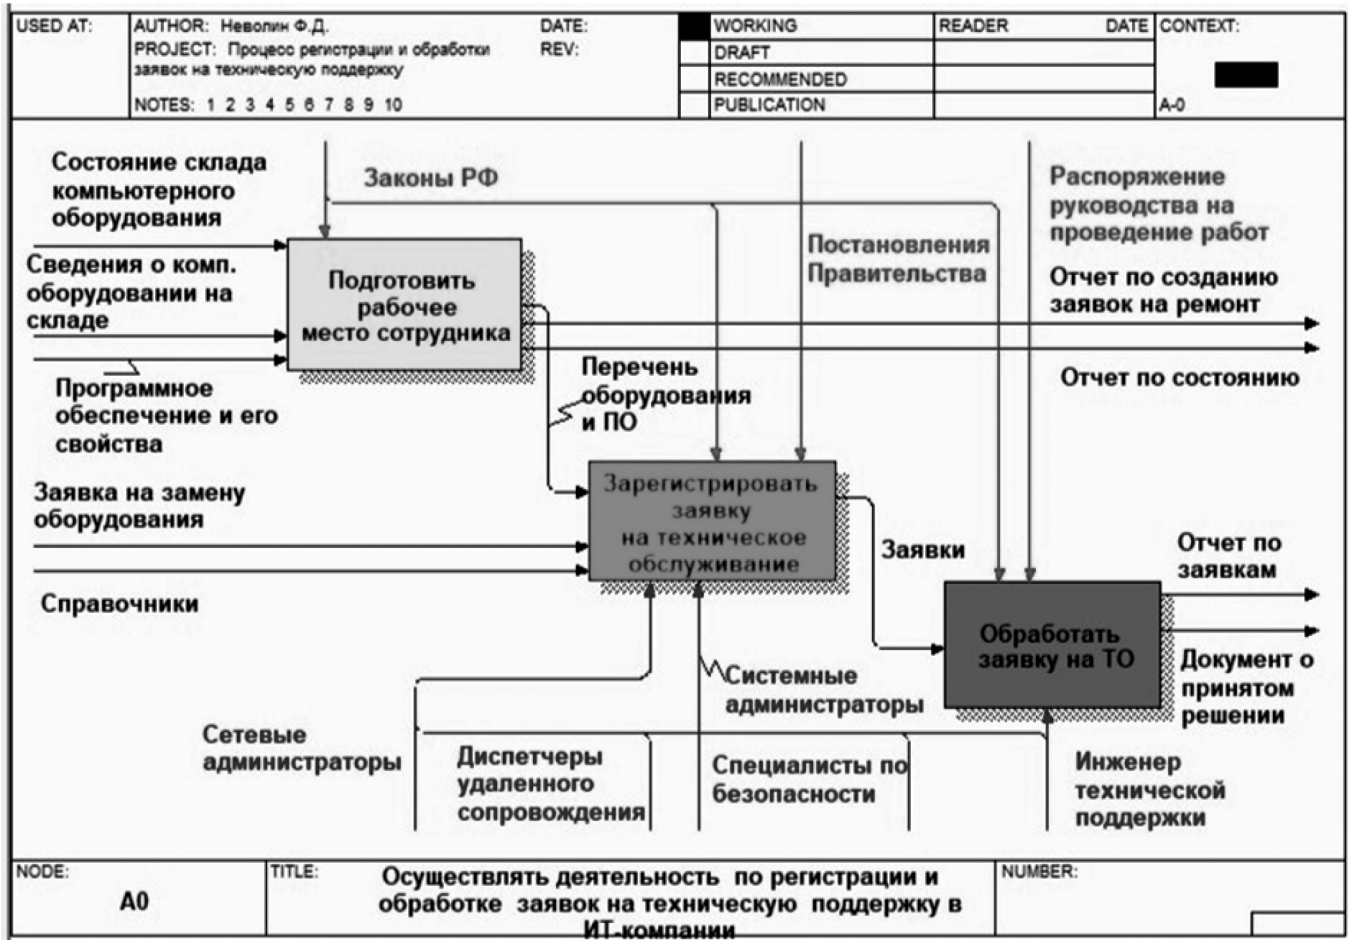 USED AT:
AUTHOR: Неволин Ф.Д.
DATE:
PROJECT: Процесс регистрации и обработки
заявок на техническую поддержку
REV:
NOTES: 1 2 3 4 5 6 7 8 9 10
WORKING
DRAFT
RECOMMENDED
PUBLICATION
READER
DATE
CONTEXT:
A-0
Состояние склада
компьютерного
оборудования
Законы РФ
Распоряжение
руководства на
проведение работ
Постановления
Правительства
Сведения о комп.
оборудовании на
складе
Подготовить
рабочее
место сотрудника
Отчет по созданию
заявок на ремонт
Отчет по состоянию
Программное
обеспечение и его
свойства
Перечень
оборудования
и ПО
Заявка на замену
оборудования
Зарегистрировать
заявку
на техническое
обслуживание
Заявки
Отчет по
заявкам
Справочники
Обработать
заявку на ТО
Документ о
принятом
решении
Системные
администраторы
Сетевые
администраторы
Диспетчеры
удаленного
сопровождения
Специалисты по
безопасности
Инженер
технической
поддержки
NODE:
A0
TITLE:
Осуществлять деятельность по регистрации и
обработке заявок на техническую поддержку в
ИТ-компании
NUMBER: